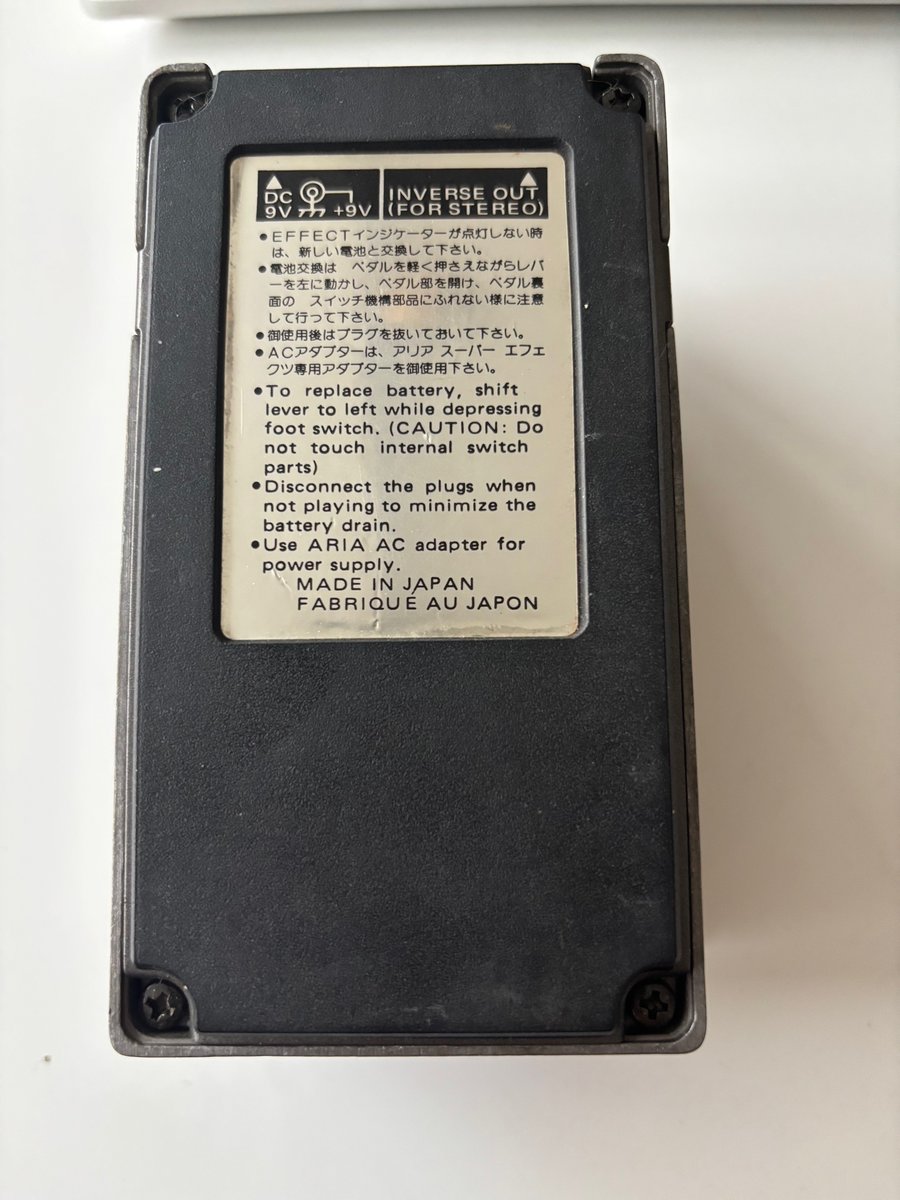 DC
9V +9V
INVERSE OUT
(FOR STEREO)
●EFFECTインジケーターが点灯しない時
は、新しい電池と交換して下さい。
●電池交換は ペダルを軽く押さえながらレバ
ーを左に動かし、ペダル部を開け、ペダル裏
面の スイッチ機構部品にふれない様に注意
して行って下さい。
●御使用後はプラグを抜いておいて下さい。
●ACアダプターは、アリア スーパー エフェ
クツ専用アダプターを御使用下さい。
●To replace battery, shift
lever to left while depressing
foot switch. (CAUTION: Do
not touch internal switch
parts)
●Disconnect the plugs when
not playing to minimize the
battery drain.
●Use ARIA AC adapter for
power supply.
MADE IN JAPAN
FABRIQUE AU JAPON